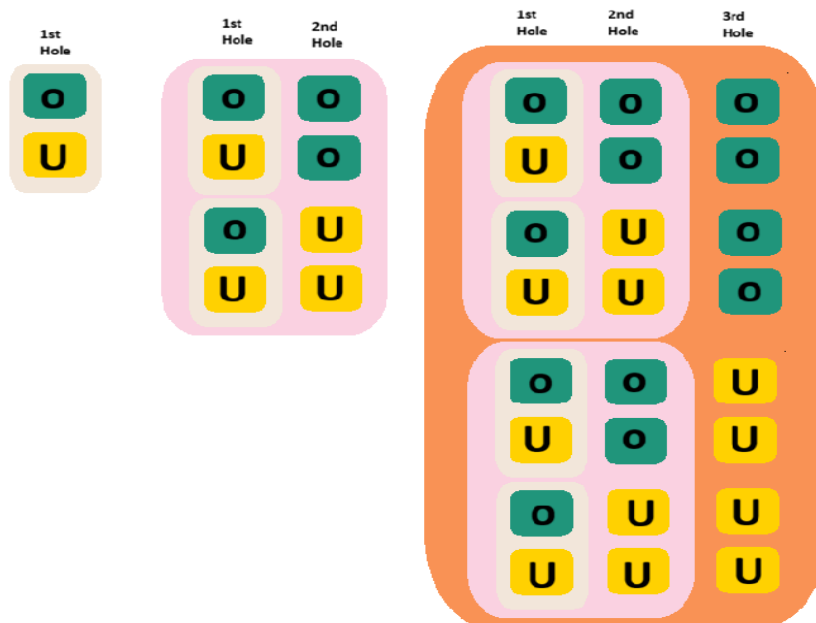 1st Hole
1st Hole 2nd Hole
1st Hole 2nd Hole 3rd Hole
o
U
o o
U o
o U
U U
o o o
U o o
o U o
U U o
o o U
U o U
o U U
U U U